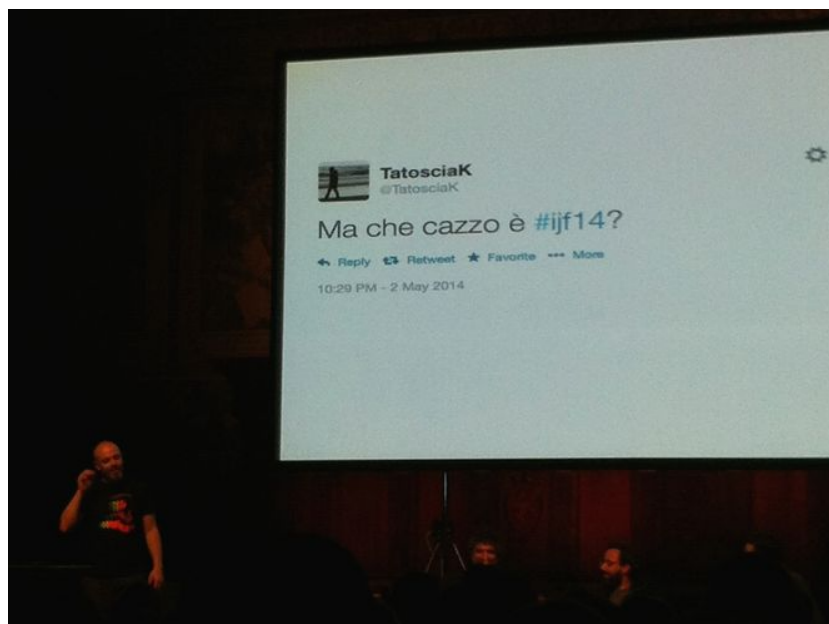 TatosciaK
@TatosciaK
Ma che cazzo è #ijf14?
Reply Retweet Favorite More
10:29 PM - 2 May 2014